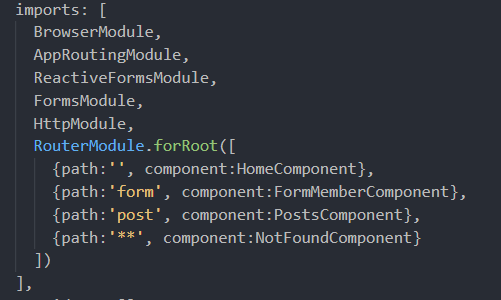 imports: [
BrowserModule,
AppRoutingModule,
ReactiveFormsModule,
FormsModule,
HttpModule,
RouterModule.forRoot([
{path:'', component:HomeComponent},
{path:'form', component:FormMemberComponent},
{path:'post', component:PostsComponent},
{path:'**', component:NotFoundComponent}
])
],